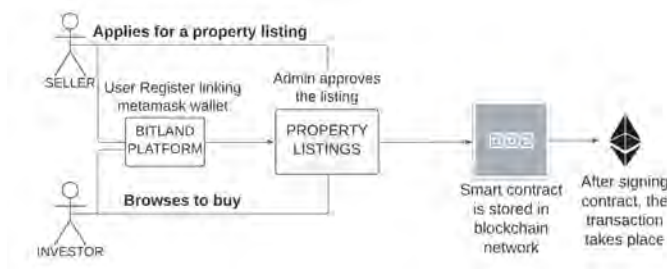 Applies for a property listing
SELLER
User Register linking
metamask wallet
Admin approves
the listing
BITLAND
PLATFORM
PROPERTY
LISTINGS
Browses to buy
INVESTOR
Smart contract
is stored in
blockchain
network
After signing
contract, the
transaction
takes place